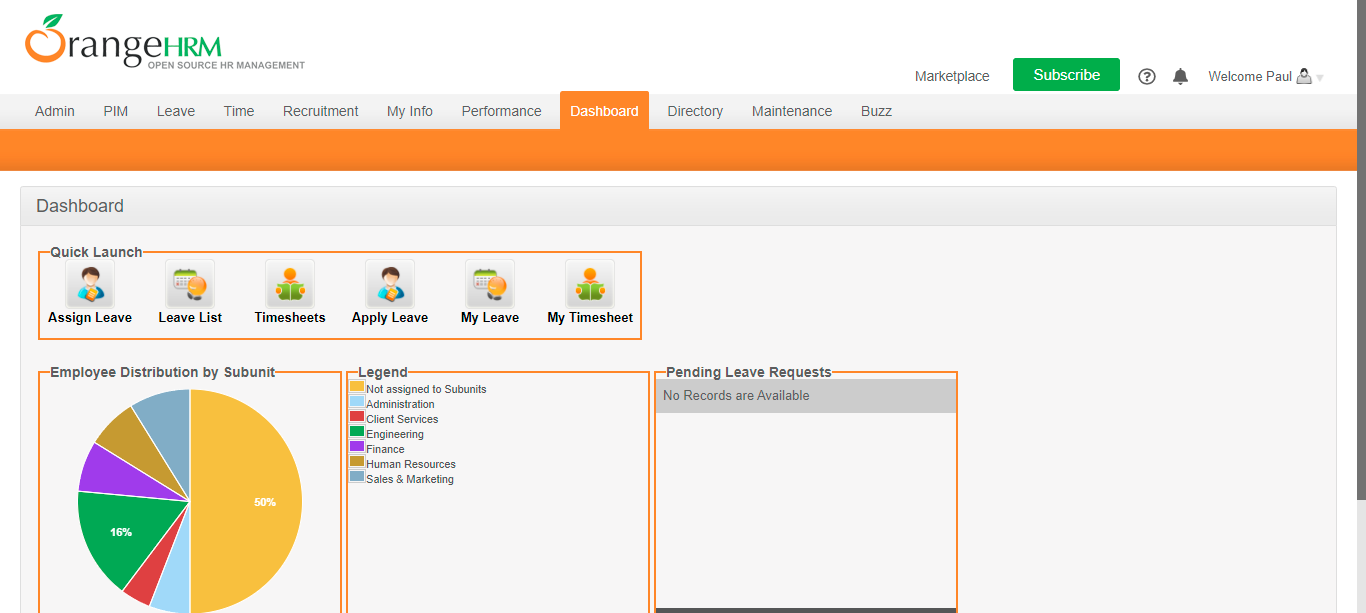 OrangeHRM
OPEN SOURCE HR MANAGEMENT
Marketplace
Subscribe
?
Welcome Paul
Admin PIM Leave Time Recruitment My Info Performance Dashboard Directory Maintenance Buzz
Dashboard
Quick Launch
Assign Leave Leave List Timesheets Apply Leave My Leave My Timesheet
Employee Distribution by Subunit
50%
16%
Legend
Not assigned to Subunits
Administration
Client Services
Engineering
Finance
Human Resources
Sales & Marketing
Pending Leave Requests
No Records are Available